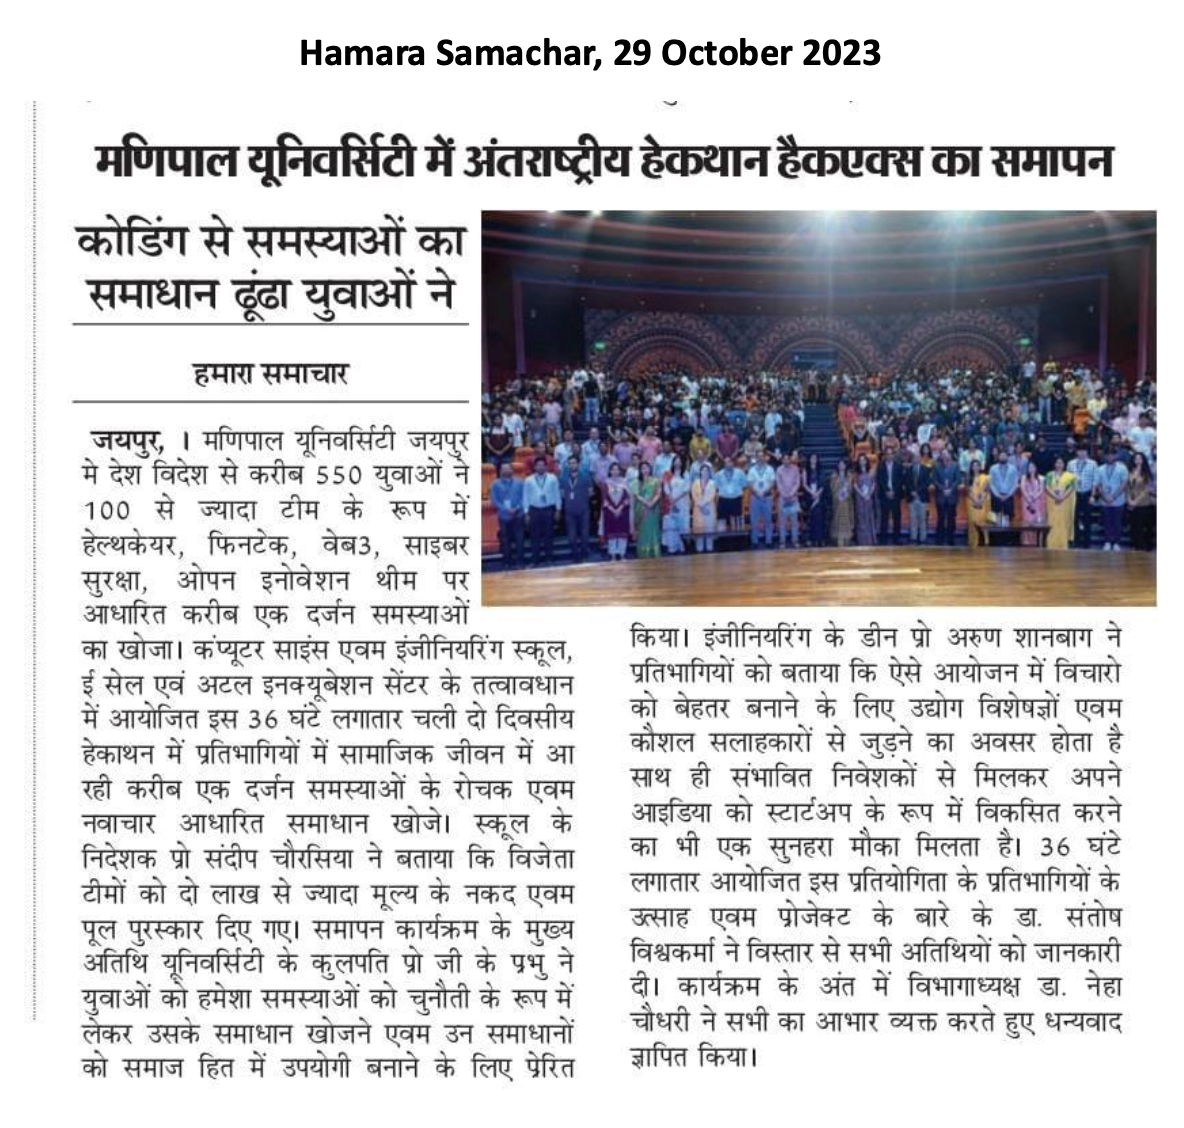 Hamara Samachar, 29 October 2023
मणिपाल यूनिवर्सिटी में अंतराष्ट्रीय हेकथान हैकएक्स का समापन
कोडिंग से समस्याओं का
समाधान ढूंढा युवाओं ने
हमारा समाचार
जयपुर, । मणिपाल यूनिवर्सिटी जयपुर
मे देश विदेश से करीब 550 युवाओं ने
100 से ज्यादा टीम के रूप में
हेल्थकेयर, फिनटेक, वेब3, साइबर
सुरक्षा, ओपन इनोवेशन थीम पर
आधारित करीब एक दर्जन समस्याओं
का खोजा। कंप्यूटर साइंस एवम इंजीनियरिंग स्कूल,
ई सेल एवं अटल इनक्यूबेशन सेंटर के तत्वावधान
में आयोजित इस 36 घंटे लगातार चली दो दिवसीय
हेकाथन में प्रतिभागियों में सामाजिक जीवन में आ
रही करीब एक दर्जन समस्याओं के रोचक एवम
नवाचार आधारित समाधान खोजे। स्कूल के
निदेशक प्रो संदीप चौरसिया ने बताया कि विजेता
टीमों को दो लाख से ज्यादा मूल्य के नकद एवम
पूल पुरस्कार दिए गए। समापन कार्यक्रम के मुख्य
अतिथि यूनिवर्सिटी के कुलपति प्रो जी के प्रभु ने
युवाओं को हमेशा समस्याओं को चुनौती के रूप में
लेकर उसके समाधान खोजने एवम उन समाधानों
को समाज हित में उपयोगी बनाने के लिए प्रेरित
किया। इंजीनियरिंग के डीन प्रो अरुण शानबाग ने
प्रतिभागियों को बताया कि ऐसे आयोजन में विचारो
को बेहतर बनाने के लिए उद्योग विशेषज्ञों एवम
कौशल सलाहकारों से जुड़ने का अवसर होता है
साथ ही संभावित निवेशकों से मिलकर अपने
आइडिया को स्टार्टअप के रूप में विकसित करने
का भी एक सुनहरा मौका मिलता है। 36 घंटे
लगातार आयोजित इस प्रतियोगिता के प्रतिभागियों के
उत्साह एवम प्रोजेक्ट के बारे के डा. संतोष
विश्वकर्मा ने विस्तार से सभी अतिथियों को जानकारी
दी। कार्यक्रम के अंत में विभागाध्यक्ष डा. नेहा
चौधरी ने सभी का आभार व्यक्त करते हुए धन्यवाद
ज्ञापित किया।